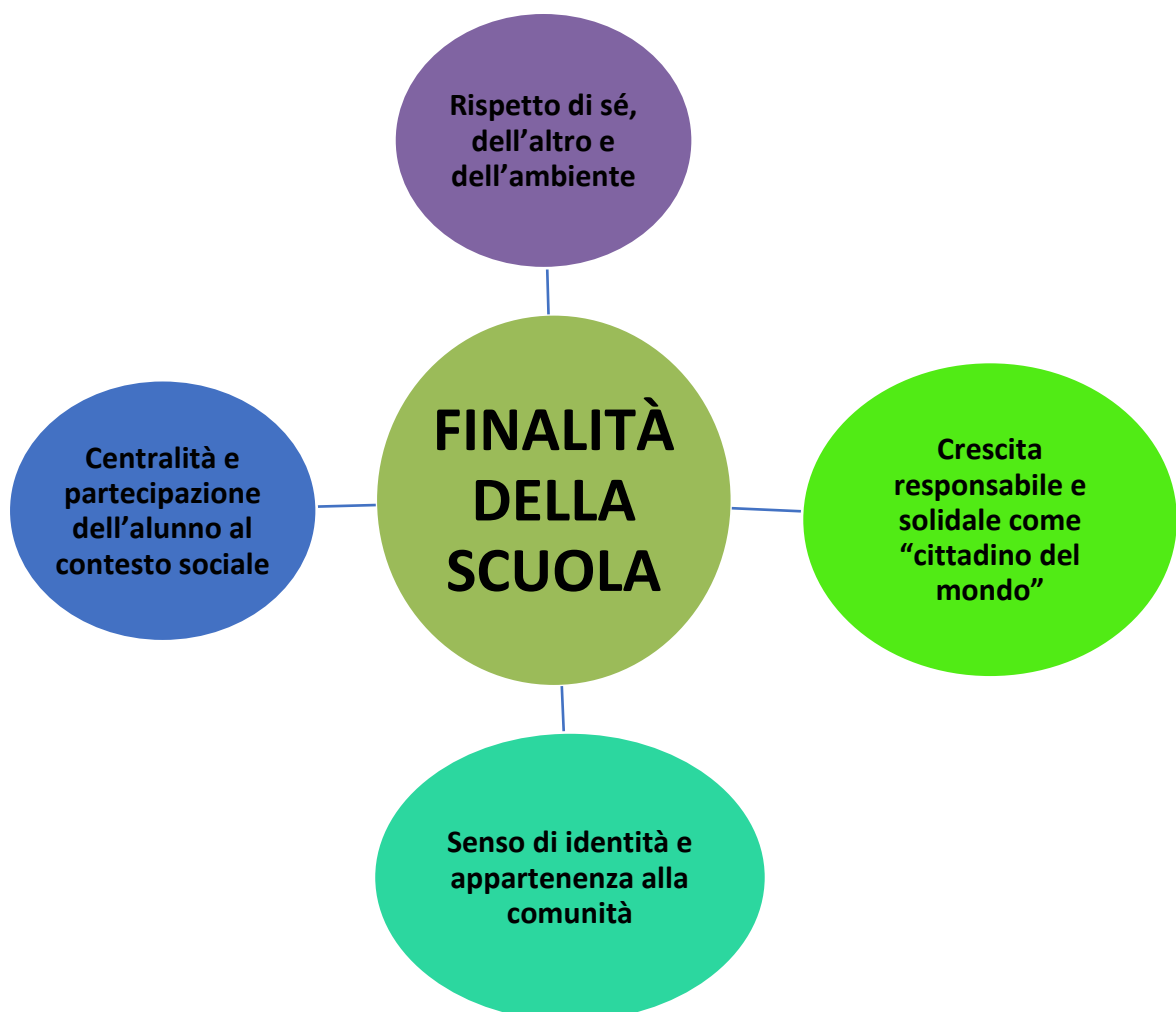 Rispetto di sé,
dell’altro e
dell’ambiente
FINALITÀ
DELLA
SCUOLA
Centralità e
partecipazione
dell’alunno al
contesto sociale
Crescita
responsabile e
solidale come
“cittadino del
mondo”
Senso di identità e
appartenenza alla
comunità